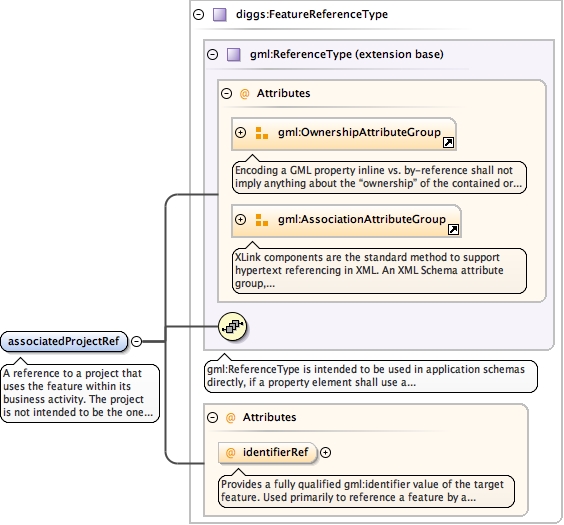 diggs:FeatureReferenceType
gml:ReferenceType (extension base)
@ Attributes
gml:OwnershipAttributeGroup
Encoding a GML property inline vs. by-reference shall not
imply anything about the “ownership” of the contained or...
gml:AssociationAttributeGroup
XLink components are the standard method to support
hypertext referencing in XML. An XML Schema attribute
group,...
associatedProjectRef
A reference to a project that
uses the feature within its
business activity. The project
is not intended to be the one...
gml:ReferenceType is intended to be used in application schemas
directly, if a property element shall use a...
@ Attributes
@ identifierRef
Provides a fully qualified gml:identifier value of the target
feature. Used primarily to reference a feature by a...